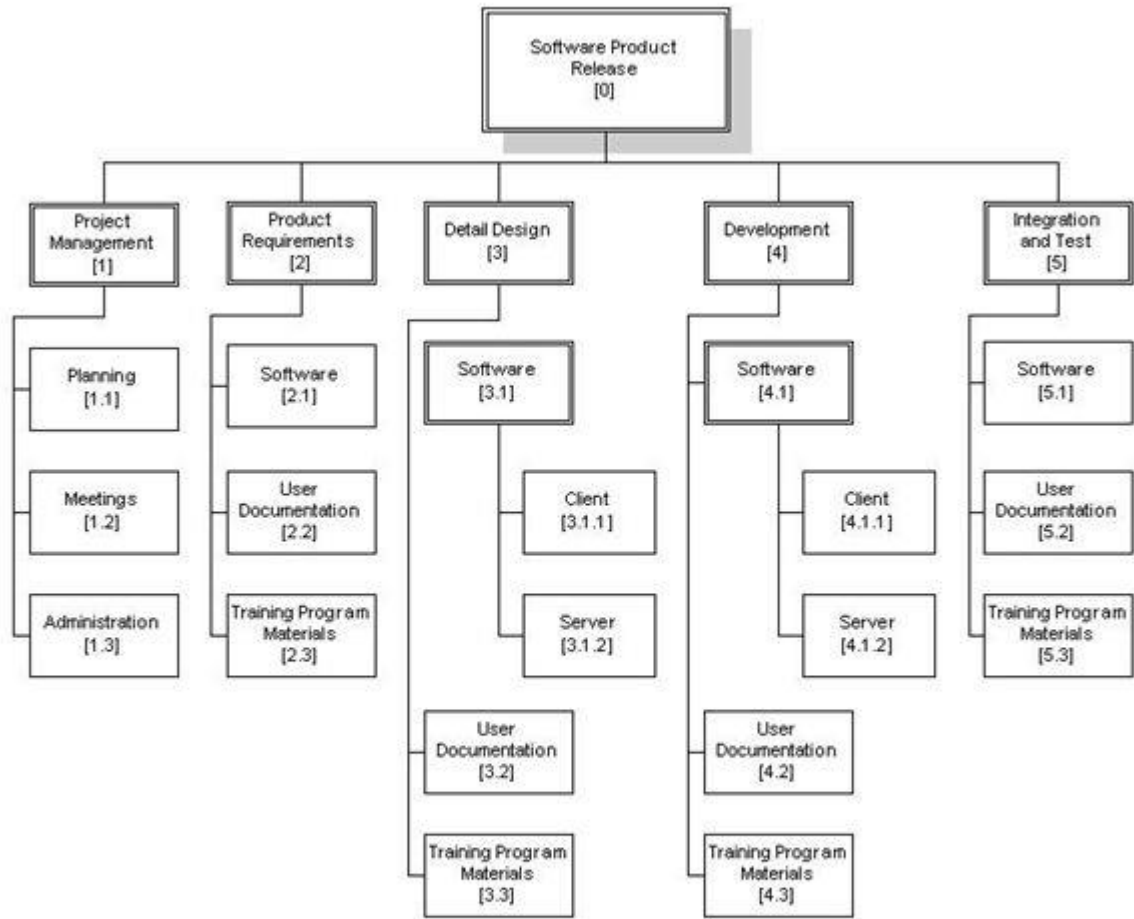 Software Product
Release
[0]
Project
Management
[1]
Product
Requirements
[2]
Detail Design
[3]
Development
[4]
Integration
and Test
[5]
Planning
[1.1]
Meetings
[1.2]
Administration
[1.3]
Software
[2.1]
User
Documentation
[2.2]
Training Program
Materials
[2.3]
Software
[3.1]
Client
[3.1.1]
Server
[3.1.2]
User
Documentation
[3.2]
Training Program
Materials
[3.3]
Software
[4.1]
Client
[4.1.1]
Server
[4.1.2]
User
Documentation
[4.2]
Training Program
Materials
[4.3]
Software
[5.1]
User
Documentation
[5.2]
Training Program
Materials
[5.3]